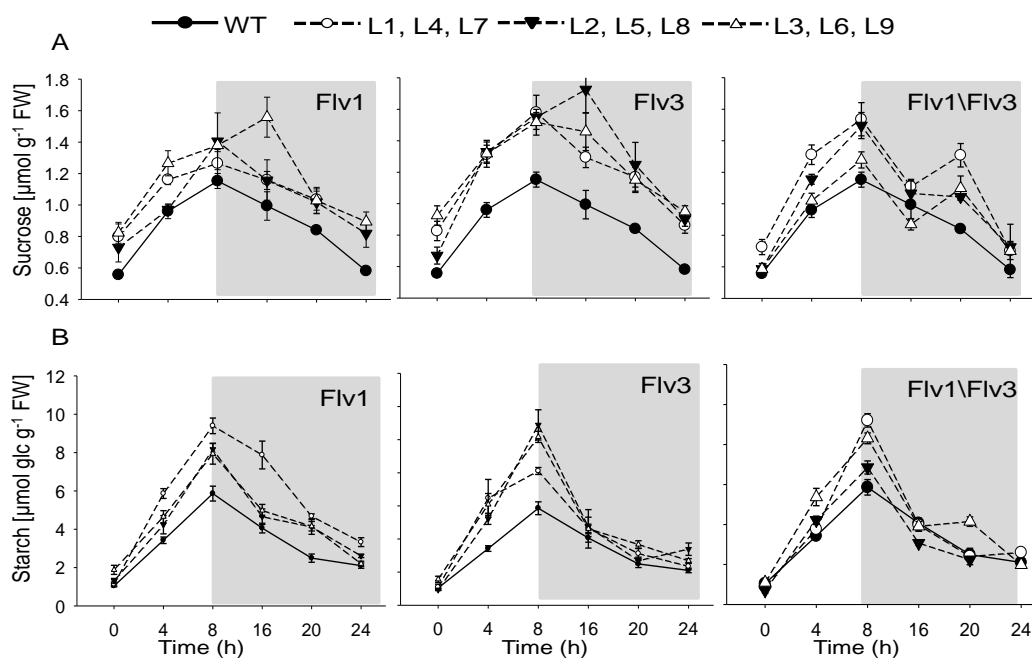 WT L1, L4, L7 L2, L5, L8 L3, L6, L9
A
Flv1 Flv3 Flv1\Flv3
Sucrose [µmol g⁻¹ FW]
1.8
1.6
1.4
1.2
1.0
0.8
0.6
0.4
B
Flv1 Flv3 Flv1\Flv3
Starch [µmol glc g⁻¹ FW]
12
10
8
6
4
2
0
0 4 8 16 20 24 0 4 8 16 20 24 0 4 8 16 20 24
Time (h) Time (h) Time (h)